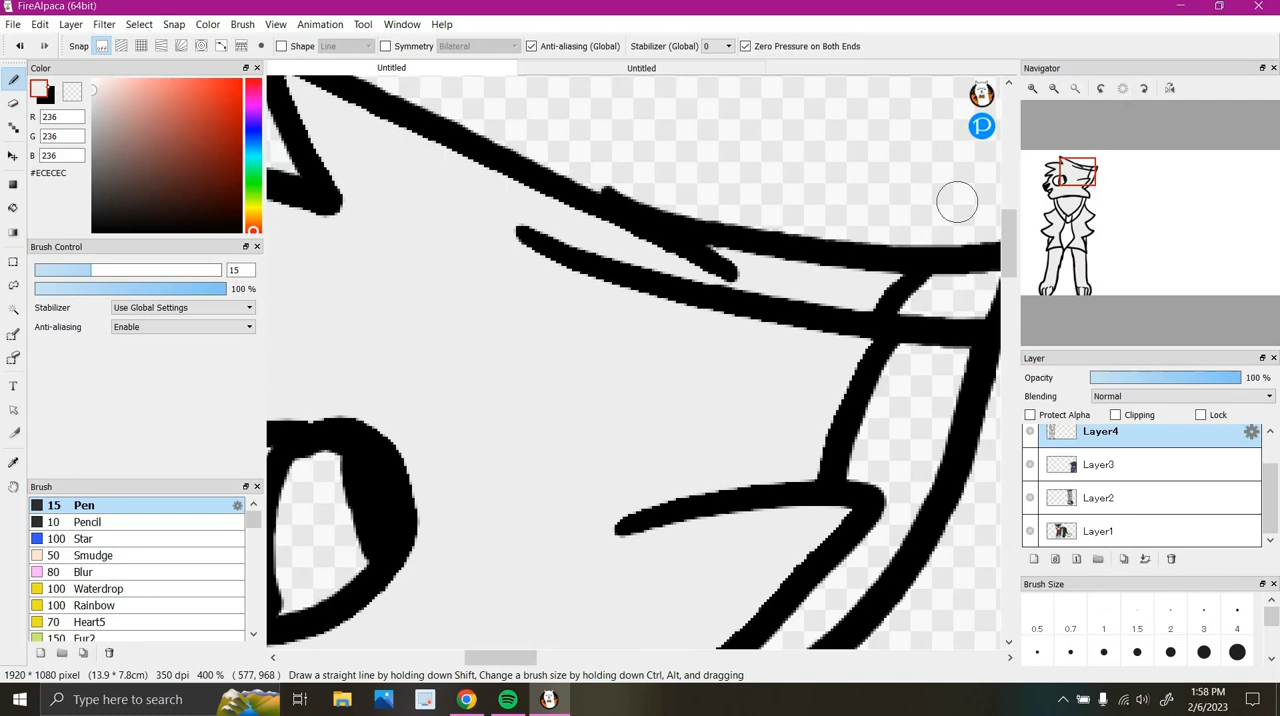 FireAlpaca (64bit)
File Edit Layer Filter Select Snap Color Brush View Animation Tool Window Help
Snap Shape Line Symmetry Bilateral Anti-aliasing (Global) Stabilizer (Global) 0 Zero Pressure on Both Ends
Color
Untitled
Untitled
Navigator
R 236
G 236
B 236
#ECECEC
Brush Control
15
100 %
Stabilizer Use Global Settings
Anti-aliasing Enable
Layer
Opacity 100 %
Blending Normal
Protect Alpha Clipping Lock
Layer4
Layer3
Layer2
Layer1
Brush
15 Pen
10 Pencil
50 Star
50 Smudge
80 Blur
100 Waterdrop
100 Rainbow
70 Heart5
150 Fur2
Brush Size
0.5 0.7 1 1.5 2 3 4
1920 * 1080 pixel (13.9 * 7.8cm) 350 dpi 400 % ( 577, 968 ) Draw a straight line by holding down Shift, Change a brush size by holding down Ctrl, Alt, and dragging
Type here to search
1:58 PM
2/6/2023